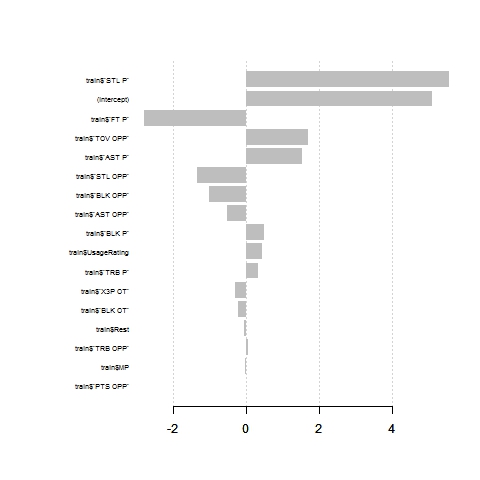 train$`STL P`
(Intercept)
train$`FT P`
train$`TOV OPP`
train$`AST P`
train$`STL OPP`
train$`BLK OPP`
train$`AST OPP`
train$`BLK P`
train$UsageRating
train$`TRB P`
train$`X3P OT`
train$`BLK OT`
train$Rest
train$`TRB OPP`
train$MP
train$`PTS OPP`
-2 0 2 4